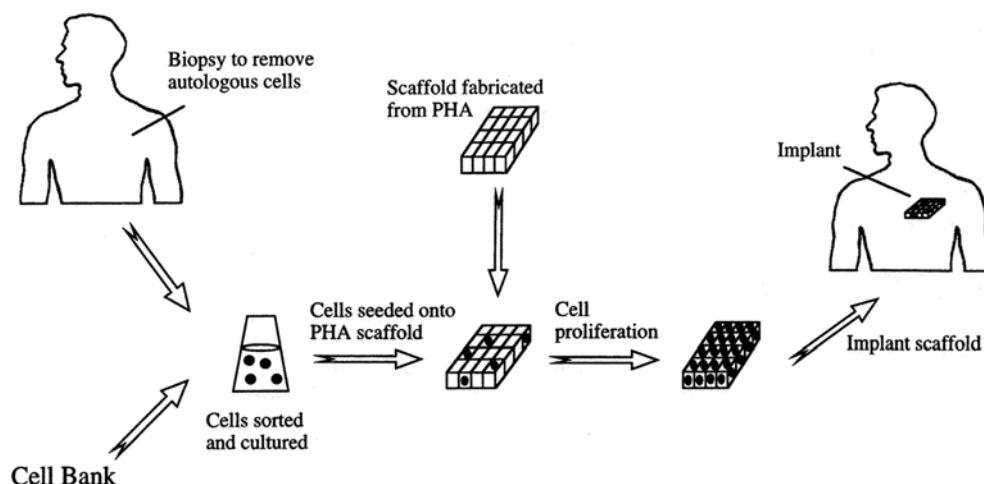 Biopsy to remove
autologous cells
Scaffold fabricated
from PHA
Implant
Cells seeded onto
PHA scaffold
Cell
proliferation
Implant scaffold
Cells sorted
and cultured
Cell Bank